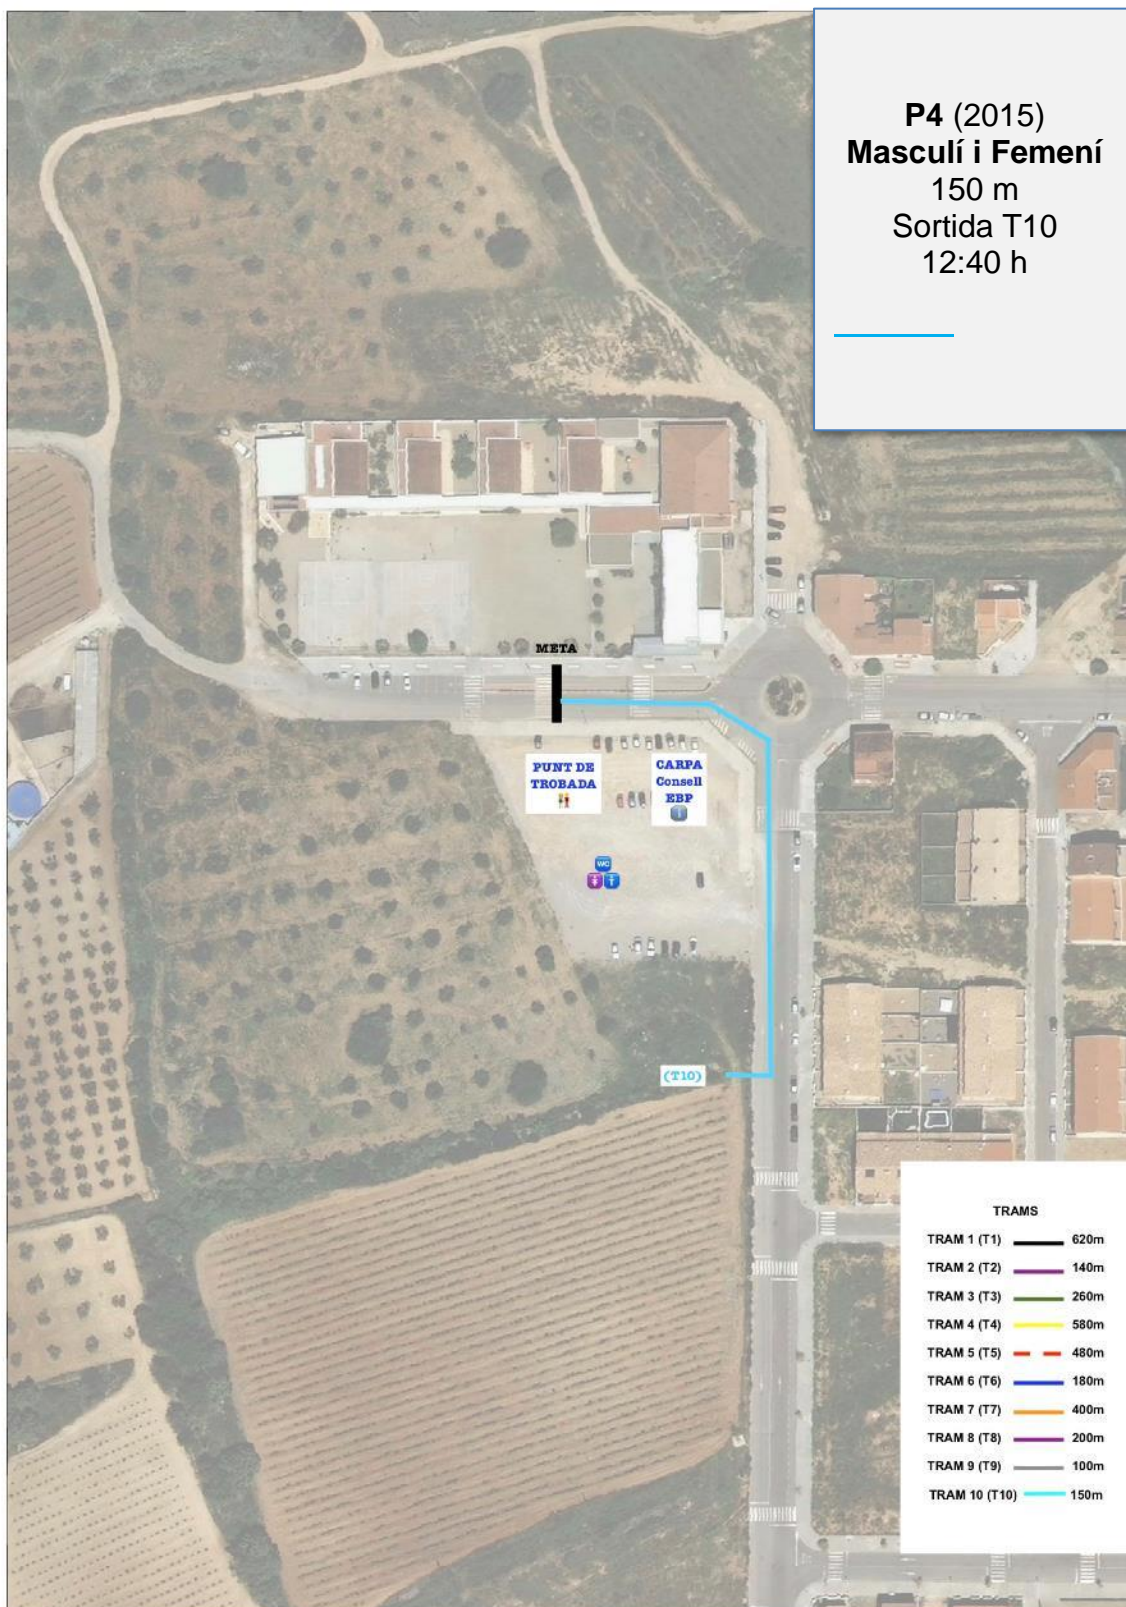 P4 (2015)
Masculí i Femení
150 m
Sortida T10
12:40 h
META
PUNT DE
TROBADA
CARPA
Consell
EBP
WC
(T10)
TRAMS
TRAM 1 (T1) 620m
TRAM 2 (T2) 140m
TRAM 3 (T3) 260m
TRAM 4 (T4) 580m
TRAM 5 (T5) 480m
TRAM 6 (T6) 180m
TRAM 7 (T7) 400m
TRAM 8 (T8) 200m
TRAM 9 (T9) 100m
TRAM 10 (T10) 150m